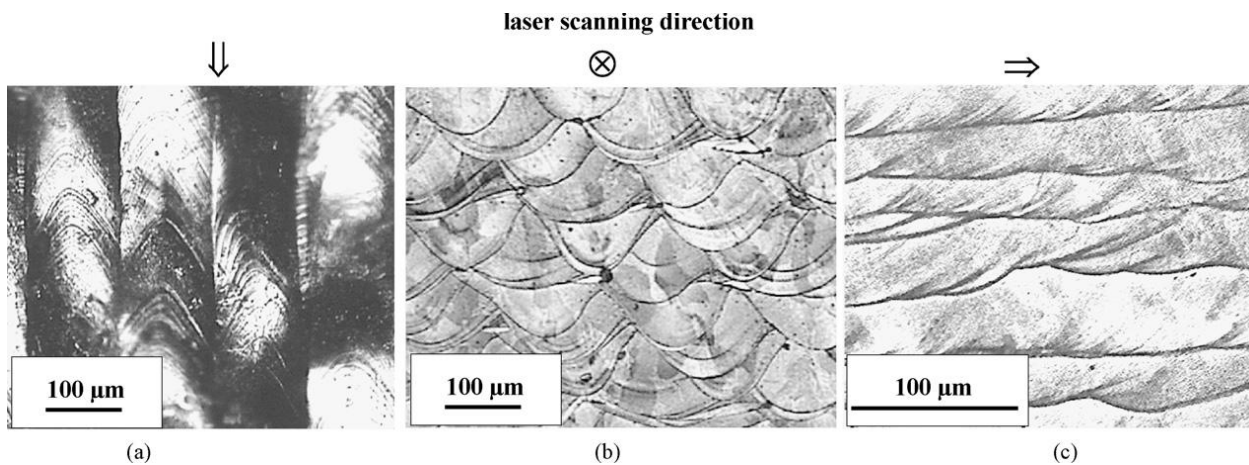 laser scanning direction
⇓ ⊗ ⇒
100 µm 100 µm 100 µm
(a) (b) (c)